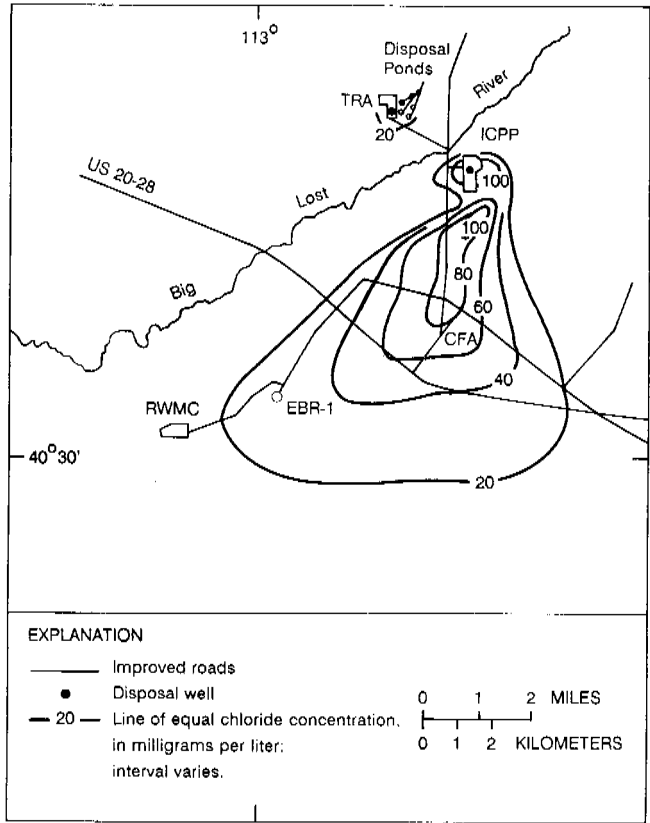 113°
Disposal
Ponds
TRA
20
River
ICPP
100
US 20-28
Lost
100
Big
80
60
CFA
40
RWMC
EBR-1
40°30'
20
EXPLANATION
Improved roads
Disposal well
20 Line of equal chloride concentration,
in milligrams per liter:
interval varies.
0 1 2 MILES
0 1 2 KILOMETERS